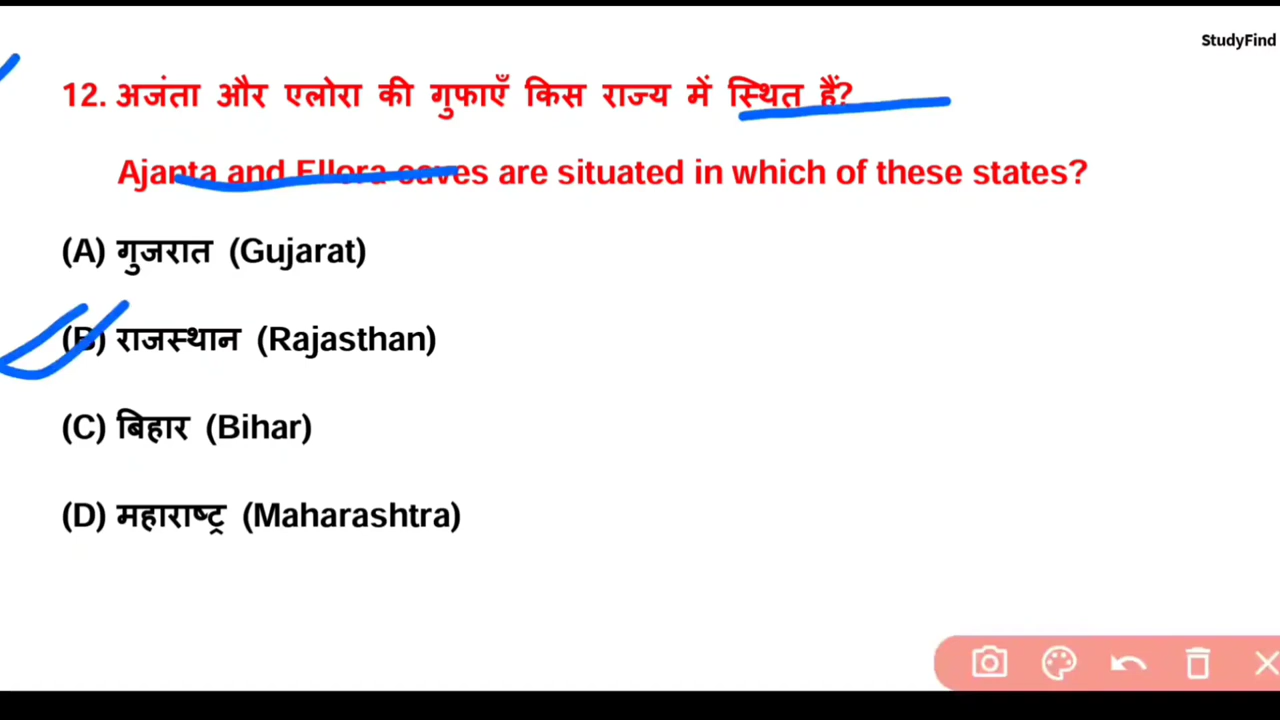 StudyFind
12. अजंता और एलोरा की गुफाएँ किस राज्य में स्थित हैं?
Ajanta and Ellora caves are situated in which of these states?
(A) गुजरात (Gujarat)
(B) राजस्थान (Rajasthan)
(C) बिहार (Bihar)
(D) महाराष्ट्र (Maharashtra)